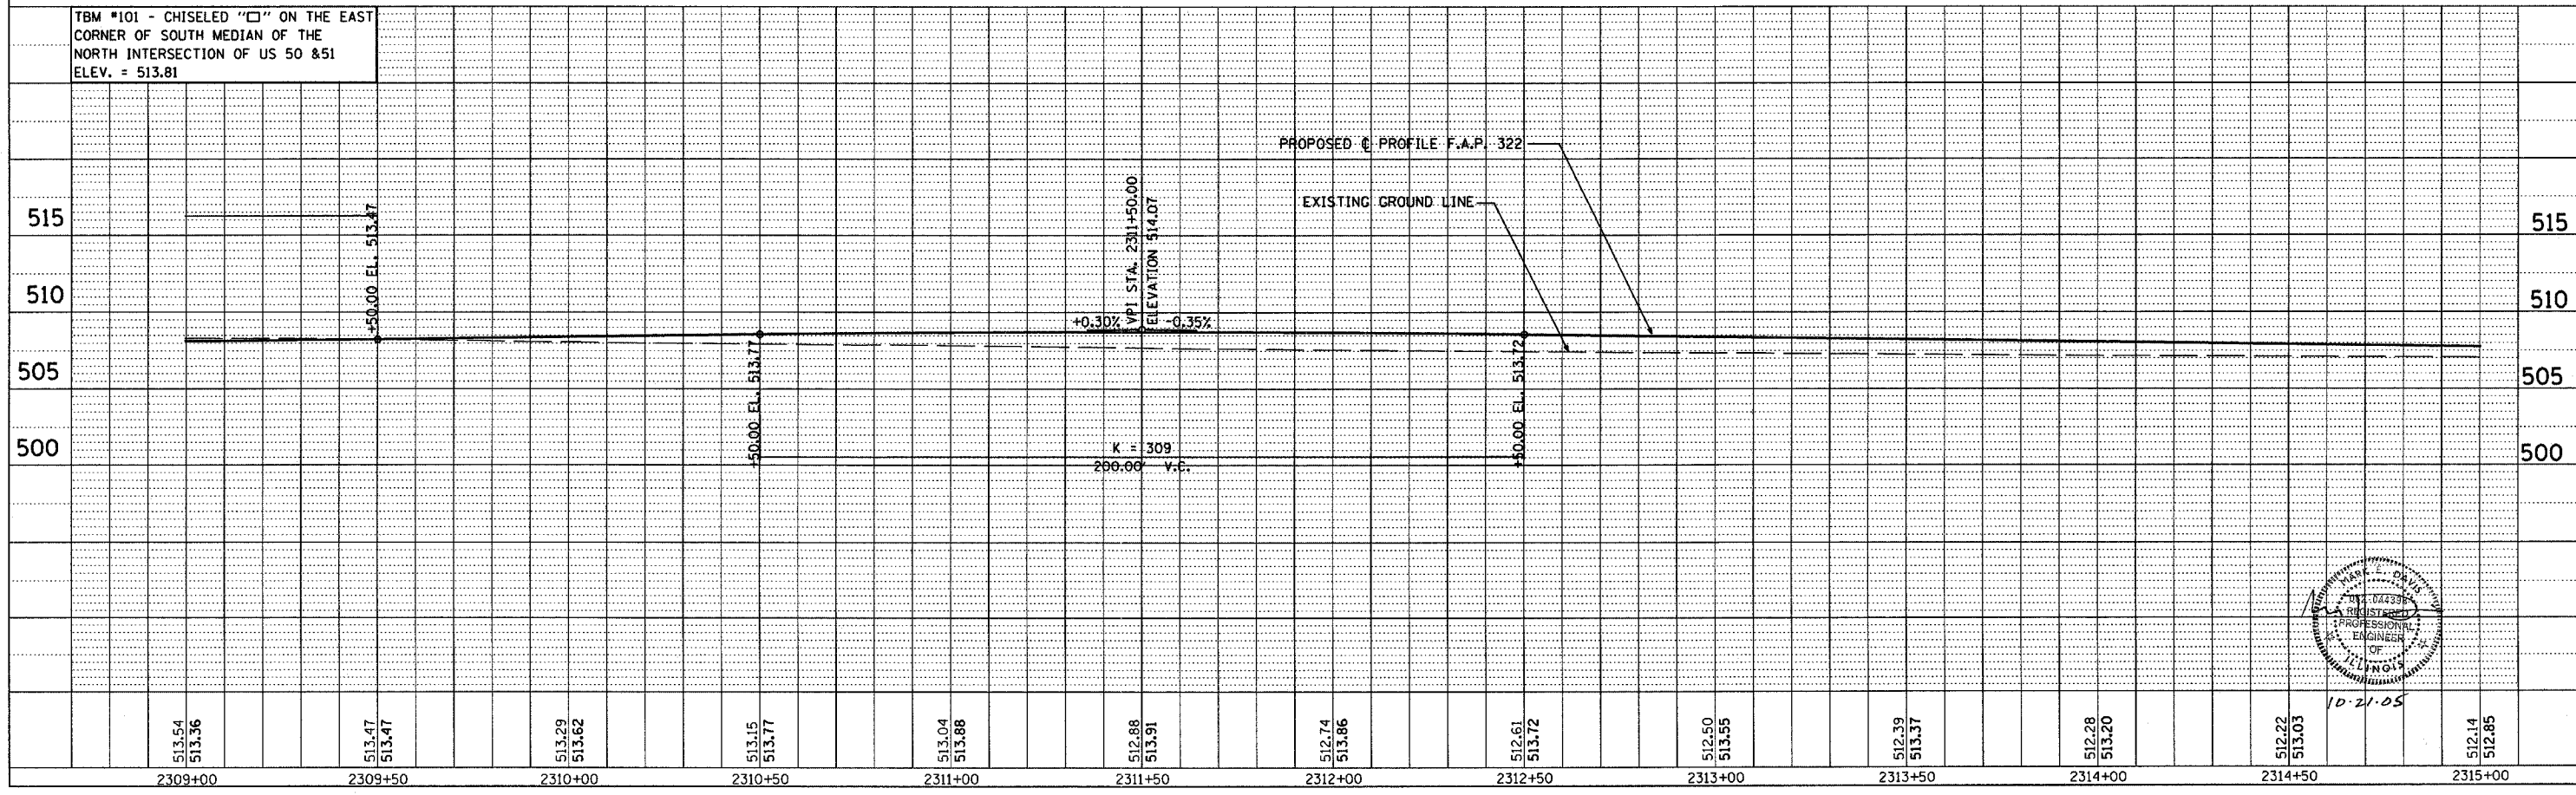 TBM #101 - CHISELED "□" ON THE EAST
CORNER OF SOUTH MEDIAN OF THE
NORTH INTERSECTION OF US 50 &51
ELEV. = 513.81
PROPOSED ℄ PROFILE F.A.P. 322
EXISTING GROUND LINE
515
510
505
500
515
510
505
500
+50.00 EL. 513.47
+50.00 EL. 513.77
VPI STA. 2311+50.00
ELEVATION 514.07
+0.30%
-0.35%
+50.00 EL. 513.72
K = 309
200.00' V.C.
MARK E. DAVIS
REGISTERED
PROFESSIONAL
ENGINEER
OF
ILLINOIS
10-21-05
513.54
513.36
513.47
513.47
513.29
513.62
513.15
513.77
513.04
513.88
512.88
513.91
512.74
513.86
512.61
513.72
512.50
513.55
512.39
513.37
512.28
513.20
512.22
513.03
512.14
512.85
2309+00
2309+50
2310+00
2310+50
2311+00
2311+50
2312+00
2312+50
2313+00
2313+50
2314+00
2314+50
2315+00